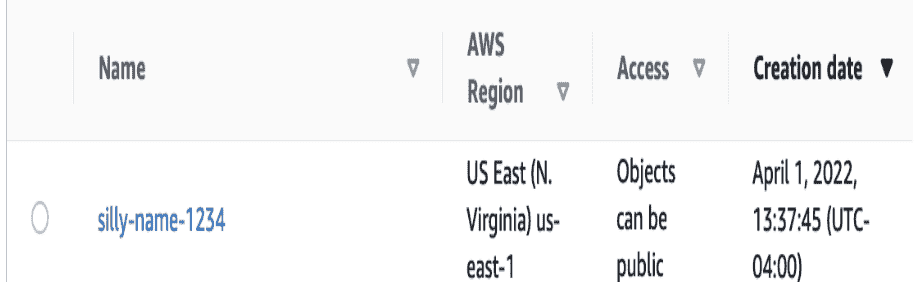 Name
AWS
Region
Access
Creation date
silly-name-1234
US East (N.
Virginia) us-
east-1
Objects
can be
public
April 1, 2022,
13:37:45 (UTC-
04:00)